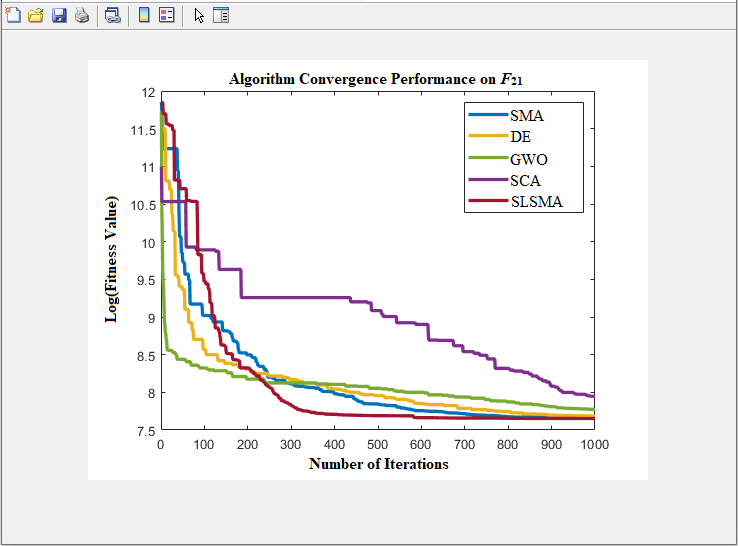 Algorithm Convergence Performance on F21
12
11.5
11
10.5
10
9.5
9
8.5
8
7.5
Log(Fitness Value)
SMA
DE
GWO
SCA
SLSMA
0 100 200 300 400 500 600 700 800 900 1000
Number of Iterations